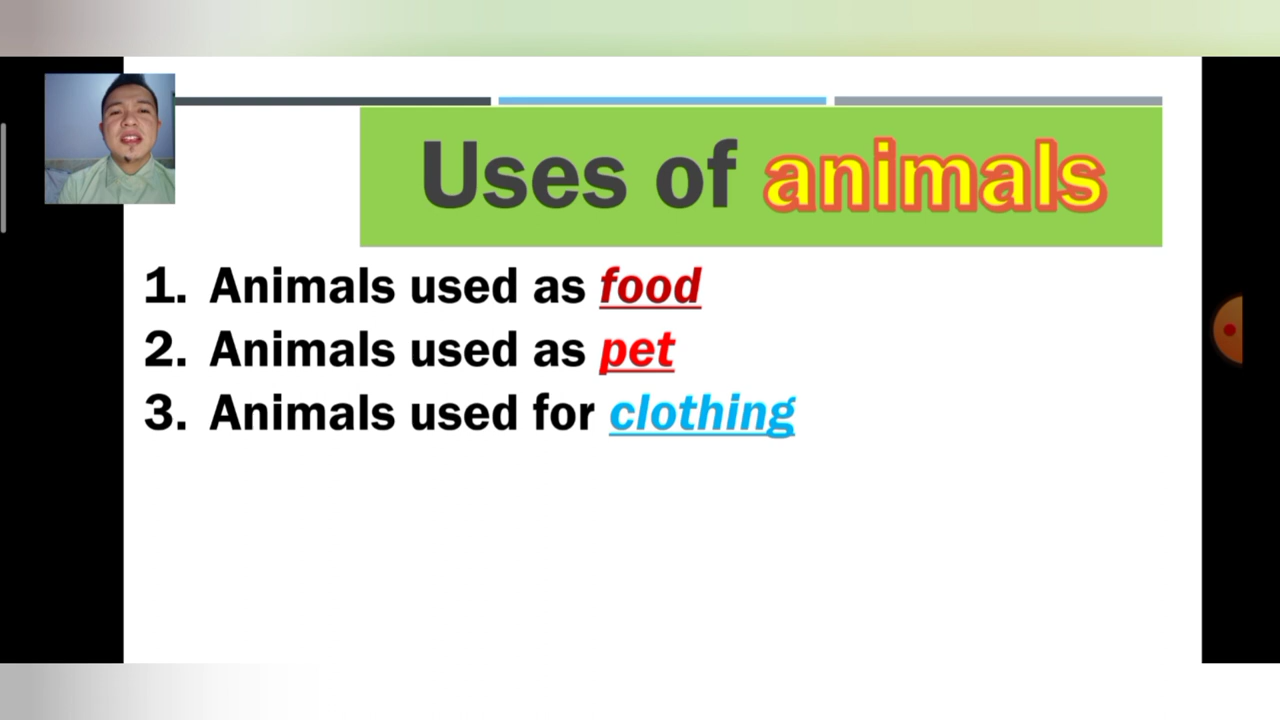 Uses of animals
1. Animals used as food
2. Animals used as pet
3. Animals used for clothing